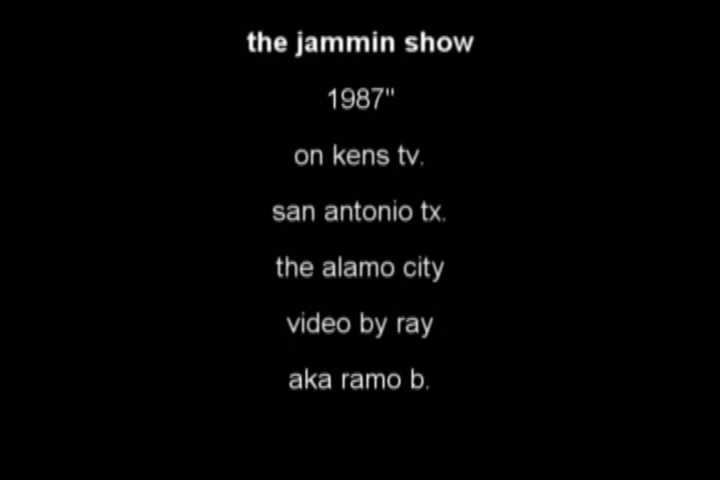 the jammin show
1987"
on kens tv.
san antonio tx.
the alamo city
video by ray
aka ramo b.